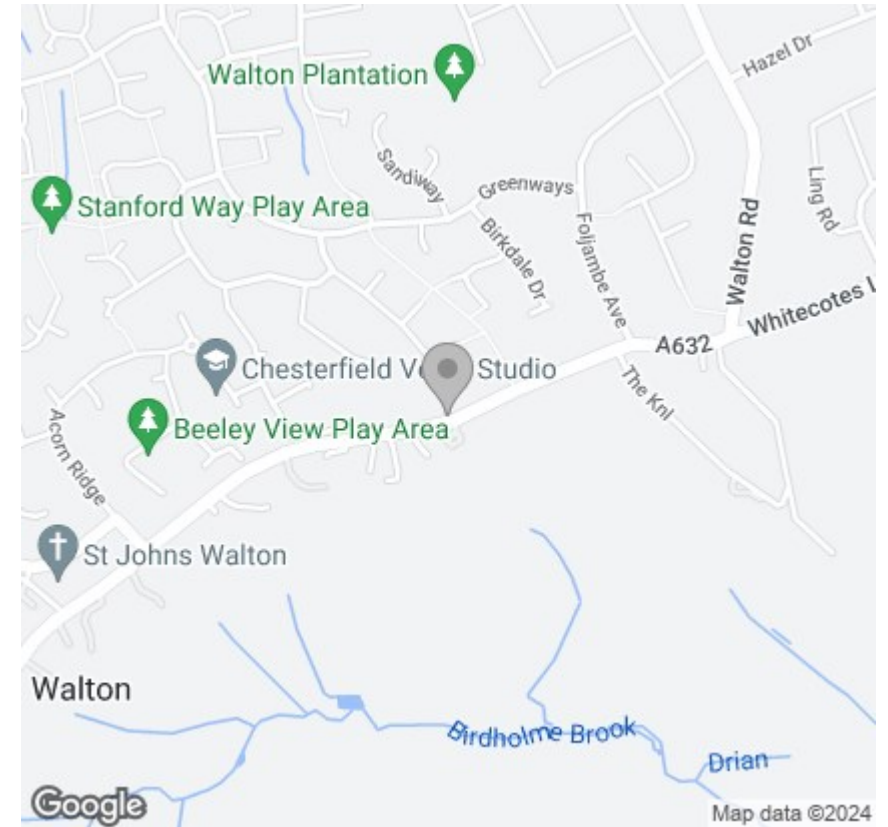 Hazel Dr
Walton Plantation
Sandiway
Greenways
Ling Rd
Stanford Way Play Area
Birkdale Dr
Foljambe Ave
Walton Rd
Whitecotes L
A632
Chesterfield V Studio
The Knl
Acorn Ridge
Beeley View Play Area
St Johns Walton
Walton
Birdholme Brook
Drian
Google
Map data ©2024